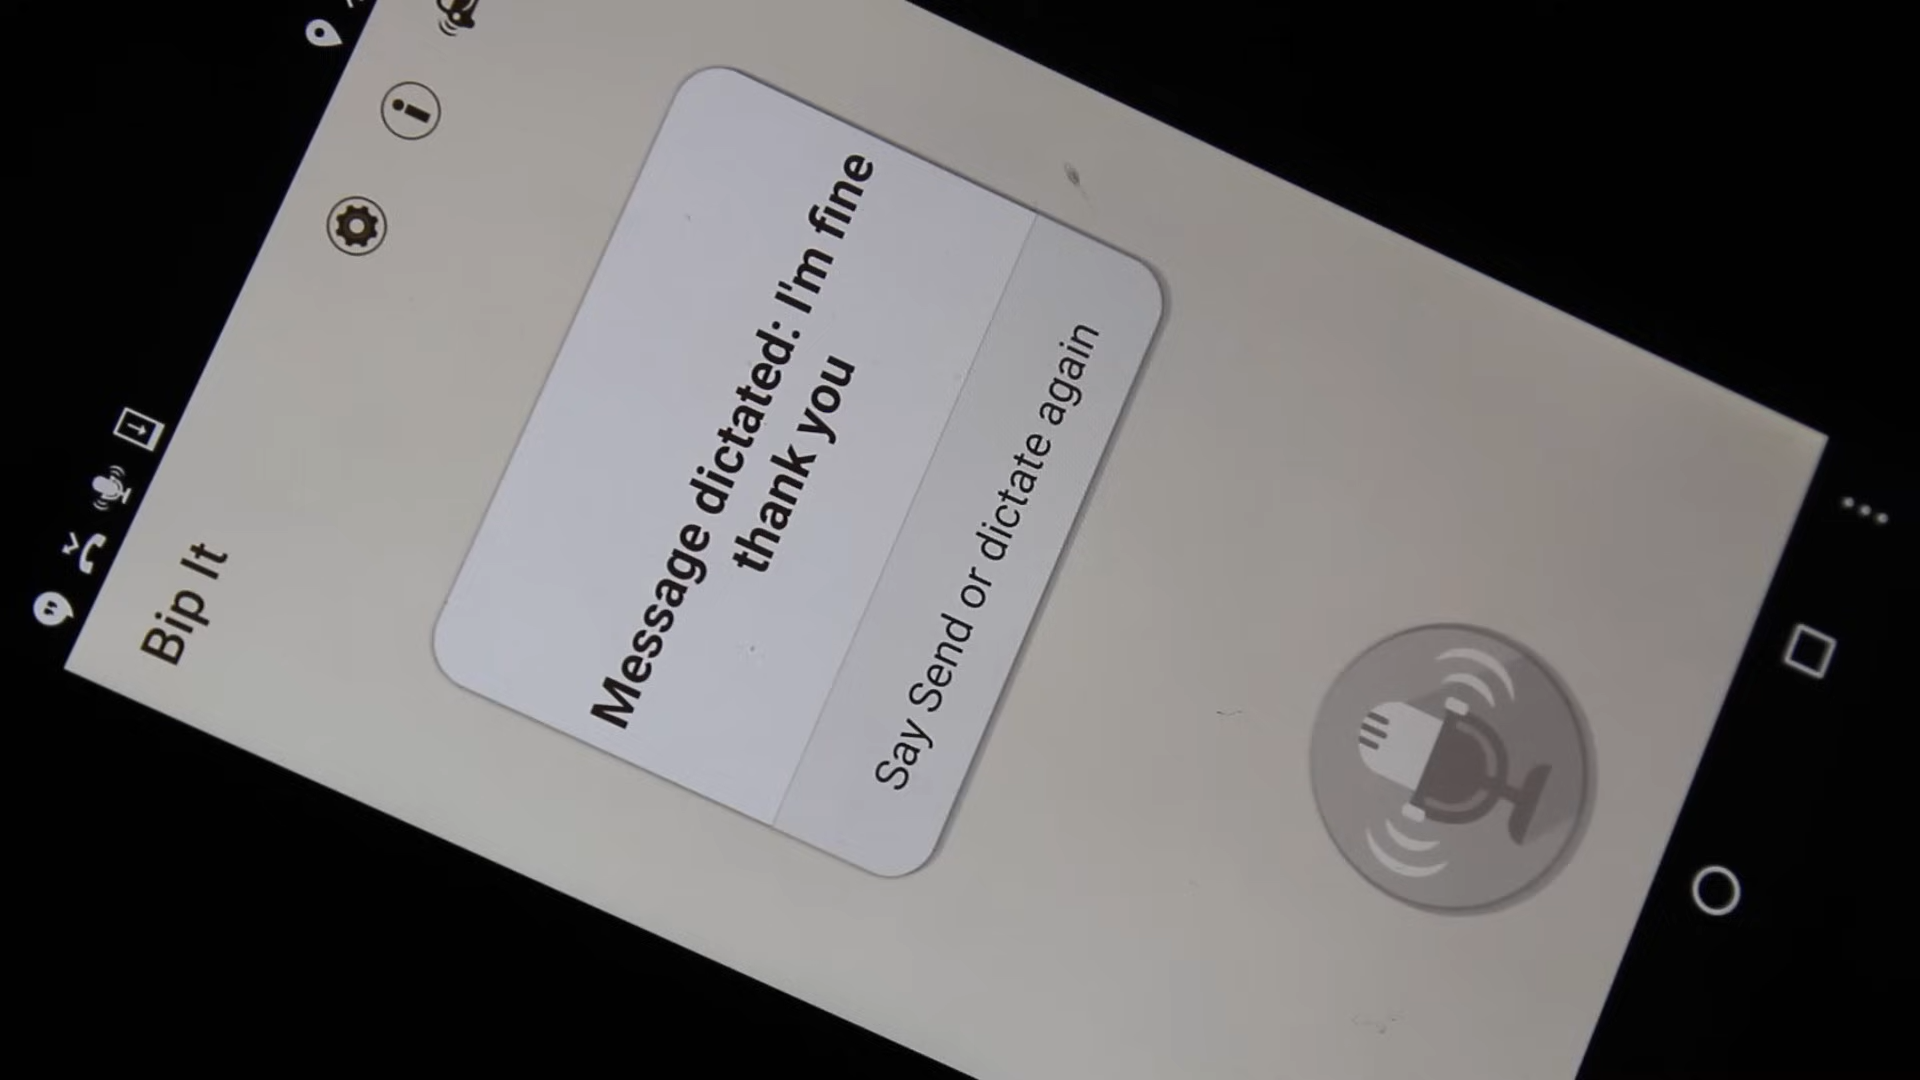 Bip It
Message dictated: I'm fine
thank you
Say Send or dictate again